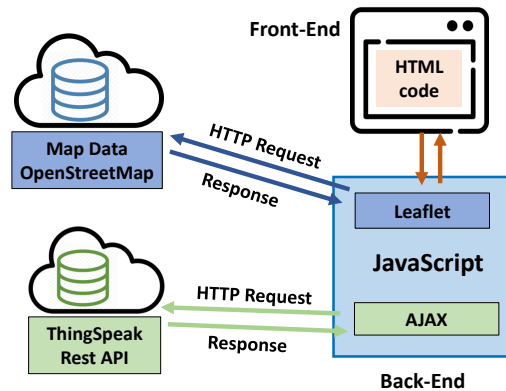 Front-End
HTML
code
Map Data
OpenStreetMap
HTTP Request
Response
Leaflet
JavaScript
HTTP Request
AJAX
ThingSpeak
Rest API
Response
Back-End